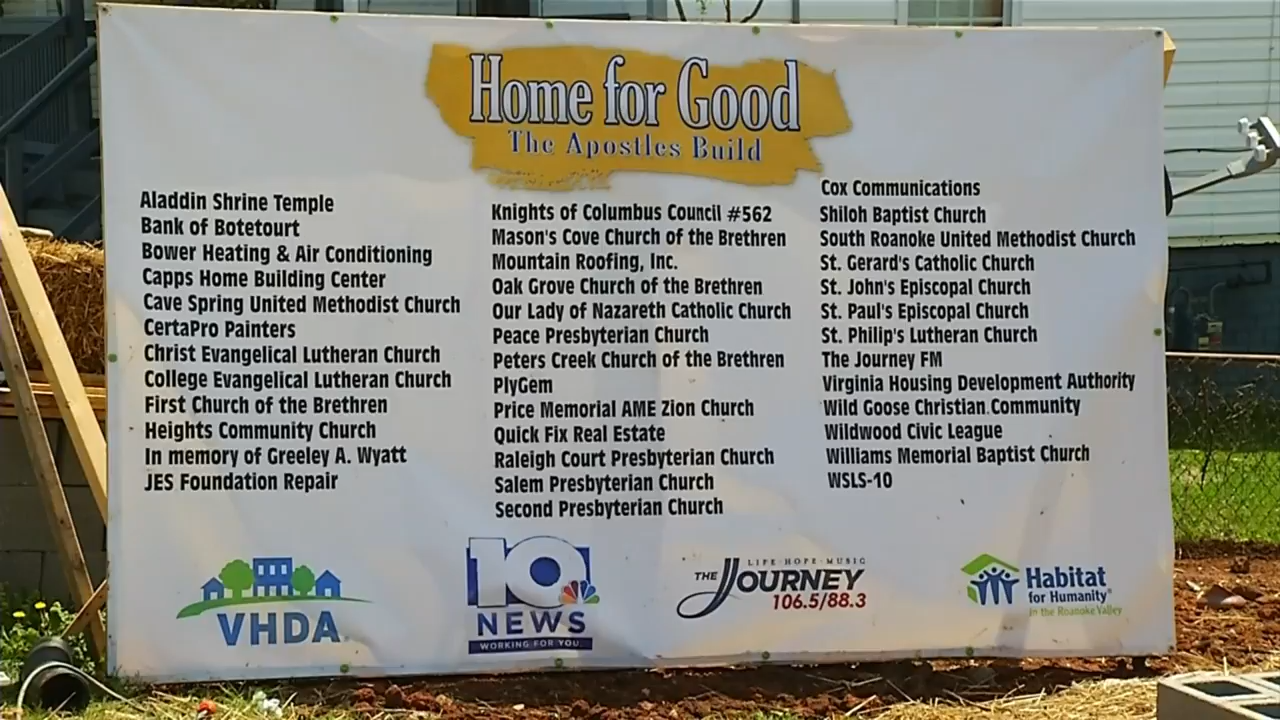 Home for Good
The Apostles Build
Aladdin Shrine Temple
Bank of Botetourt
Bower Heating & Air Conditioning
Capps Home Building Center
Cave Spring United Methodist Church
CertaPro Painters
Christ Evangelical Lutheran Church
College Evangelical Lutheran Church
First Church of the Brethren
Heights Community Church
In memory of Greeley A. Wyatt
JES Foundation Repair
Knights of Columbus Council #562
Mason's Cove Church of the Brethren
Mountain Roofing, Inc.
Oak Grove Church of the Brethren
Our Lady of Nazareth Catholic Church
Peace Presbyterian Church
Peters Creek Church of the Brethren
PlyGem
Price Memorial AME Zion Church
Quick Fix Real Estate
Raleigh Court Presbyterian Church
Salem Presbyterian Church
Second Presbyterian Church
Cox Communications
Shiloh Baptist Church
South Roanoke United Methodist Church
St. Gerard's Catholic Church
St. John's Episcopal Church
St. Paul's Episcopal Church
St. Philip's Lutheran Church
The Journey FM
Virginia Housing Development Authority
Wild Goose Christian Community
Wildwood Civic League
Williams Memorial Baptist Church
WSLS-10
VHDA
10
NEWS
WORKING FOR YOU
LIFE·HOPE·MUSIC
THE JOURNEY
106.5/88.3
Habitat
for Humanity®
in the Roanoke Valley